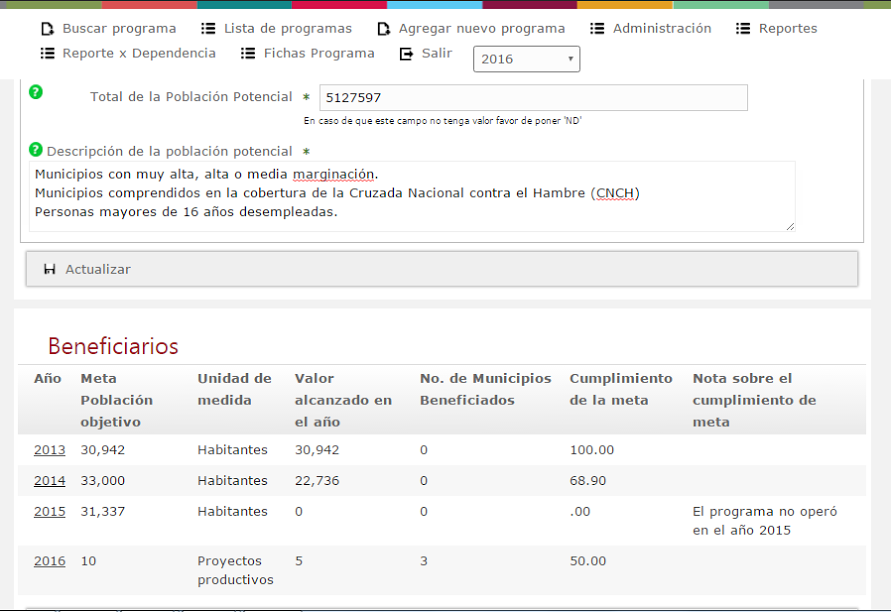 Buscar programa Lista de programas Agregar nuevo programa Administración Reportes
Reporte x Dependencia Fichas Programa Salir 2016
Total de la Población Potencial * 5127597
En caso de que este campo no tenga valor favor de poner 'ND'
Descripción de la población potencial *
Municipios con muy alta, alta o media marginación.
Municipios comprendidos en la cobertura de la Cruzada Nacional contra el Hambre (CNCH)
Personas mayores de 16 años desempleadas.
Actualizar
Beneficiarios
Año Meta Unidad de Valor No. de Municipios Cumplimiento Nota sobre el
Población medida alcanzado en Beneficiados de la meta cumplimiento de
objetivo el año meta
2013 30,942 Habitantes 30,942 0 100.00
2014 33,000 Habitantes 22,736 0 68.90
2015 31,337 Habitantes 0 0 .00 El programa no operó
en el año 2015
2016 10 Proyectos 5 3 50.00
productivos